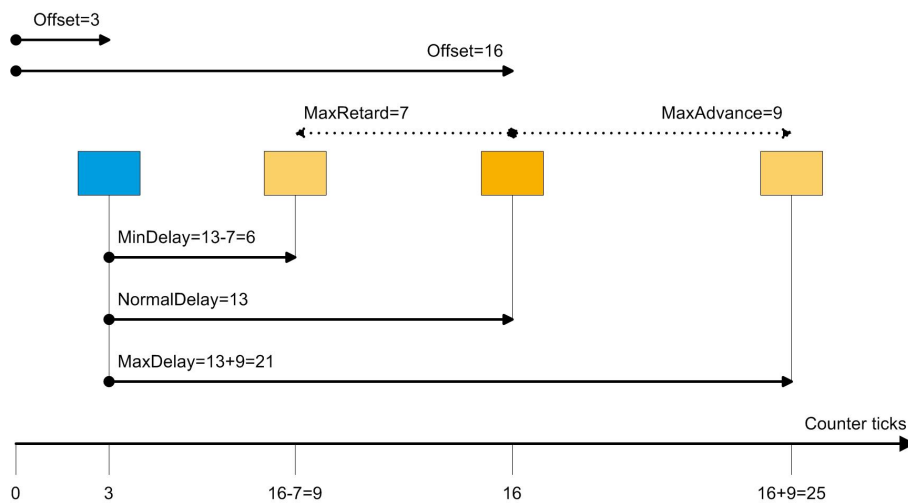 Offset=3
Offset=16
MaxRetard=7
MaxAdvance=9
MinDelay=13-7=6
NormalDelay=13
MaxDelay=13+9=21
Counter ticks
0
3
16-7=9
16
16+9=25